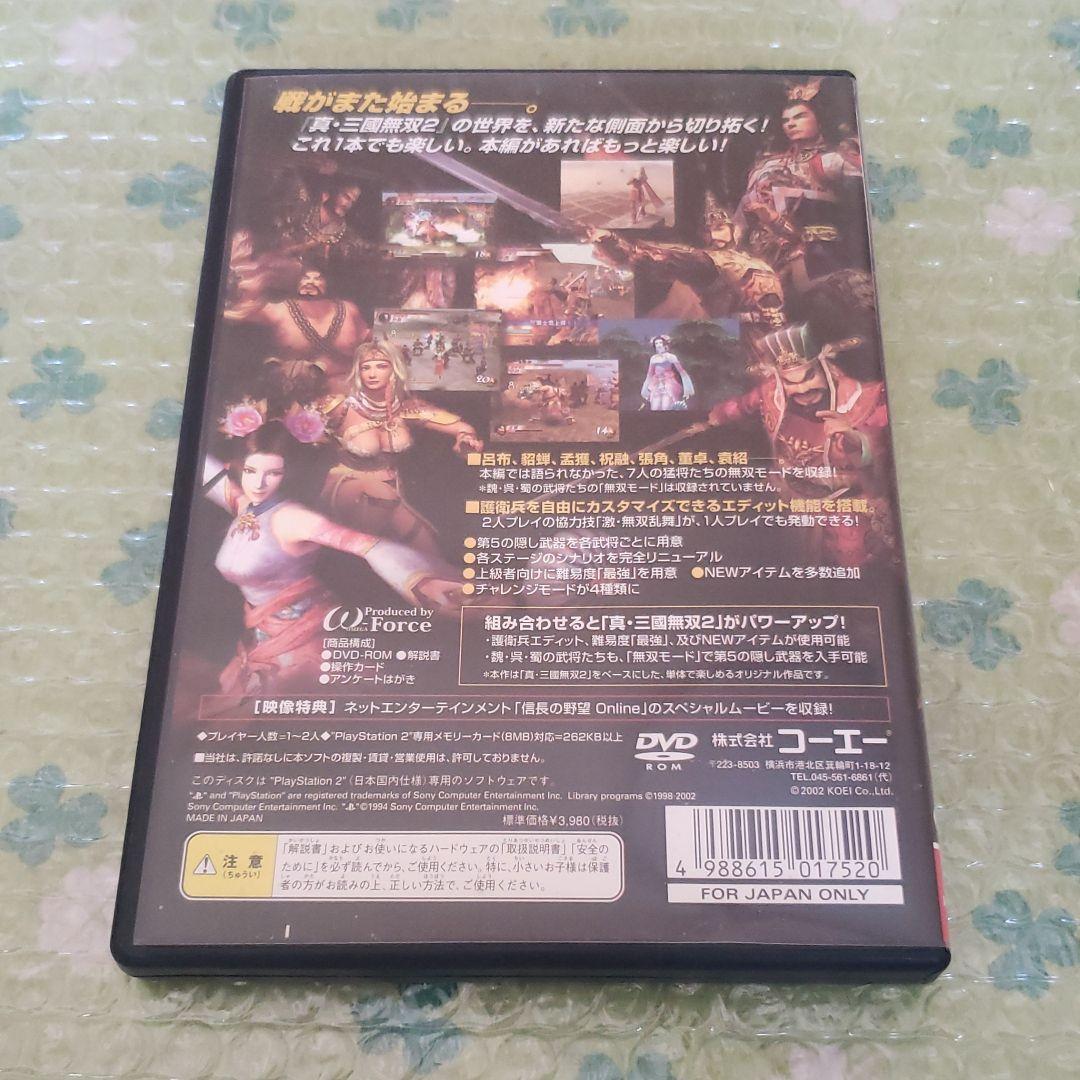 戦がまた始まる――。
『真・三國無双2』の世界を、新たな側面から切り拓く!
これ1本でも楽しい。本編があればもっと楽しい!
■呂布、貂蝉、孟獲、祝融、張角、董卓、袁紹――
本編では語られなかった、7人の猛将たちの無双モードを収録!
*魏・呉・蜀の武将たちの「無双モード」は収録されていません。
■護衛兵を自由にカスタマイズできるエディット機能を搭載。
2人プレイの協力技「激・無双乱舞」が、1人プレイでも発動できる!
●第5の隠し武器を各武将ごとに用意
●各ステージのシナリオを完全リニューアル
●上級者向けに難易度「最強」を用意 ●NEWアイテムを多数追加
●チャレンジモードが4種類に
Produced by
ω-Force
OMEGA
[商品構成]
●DVD-ROM ●解説書
●操作カード
●アンケートはがき
組み合わせると「真・三國無双2」がパワーアップ!
・護衛兵エディット、難易度「最強」、及びNEWアイテムが使用可能
・魏・呉・蜀の武将たちも、「無双モード」で第5の隠し武器を入手可能
*本作は「真・三國無双2」をベースにした、単体で楽しめるオリジナル作品です。
【映像特典】ネットエンターテインメント「信長の野望 Online」のスペシャルムービーを収録!
◆プレイヤー人数=1~2人◆"PlayStation 2"専用メモリーカード(8MB)対応=262KB以上
■当社は、許諾なしに本ソフトの複製・賃貸・営業使用は、許可しておりません。
このディスクは "PlayStation 2"(日本国内仕様)専用のソフトウェアです。
" " and "PlayStation" are registered trademarks of Sony Computer Entertainment Inc. Library programs ©1998-2002
Sony Computer Entertainment Inc. " "©1994 Sony Computer Entertainment Inc.
MADE IN JAPAN
標準価格¥3,980(税抜)
DVD
ROM
株式会社 コーエー
〒223-8503 横浜市港北区箕輪町1-18-12
TEL.045-561-6861(代)
©2002 KOEI Co.,Ltd.
注意
(ちゅうい)
「解説書」およびお使いになるハードウェアの「取扱説明書」「安全の
ために」を必ず読んでから、ご使用ください。特に、小さいお子様は保護
者の方がお読みの上、正しい方法で、ご使用ください。
4 988615 017520
FOR JAPAN ONLY